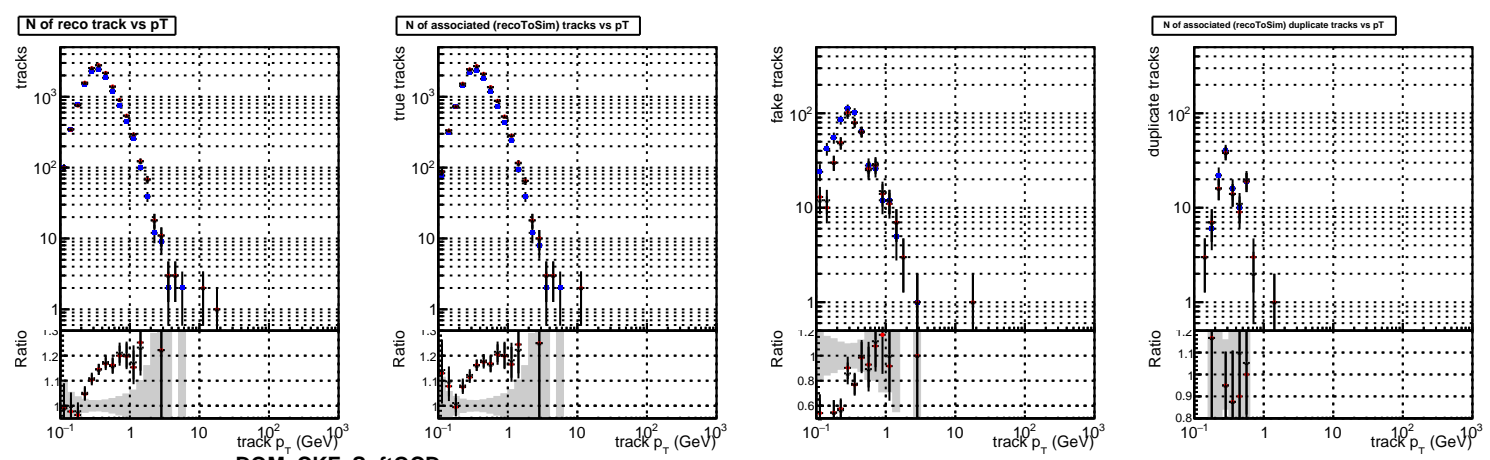 N of reco track vs pT
N of associated (recoToSim) tracks vs pT
N of associated (recoToSim) duplicate tracks vs pT
tracks
10³
10²
10
1
Ratio
1.2
1.1
1
10⁻¹ 1 10 10² 10³
track p_T (GeV)
true tracks
10³
10²
10
1
Ratio
1.2
1.1
1
10⁻¹ 1 10 10² 10³
track p_T (GeV)
fake tracks
10²
10
1
Ratio
1.2
1
0.8
0.6
10⁻¹ 1 10 10² 10³
track p_T (GeV)
duplicate tracks
10²
10
1
Ratio
1.2
1.1
1
0.9
0.8
10⁻¹ 1 10 10² 10³
track p_T (GeV)